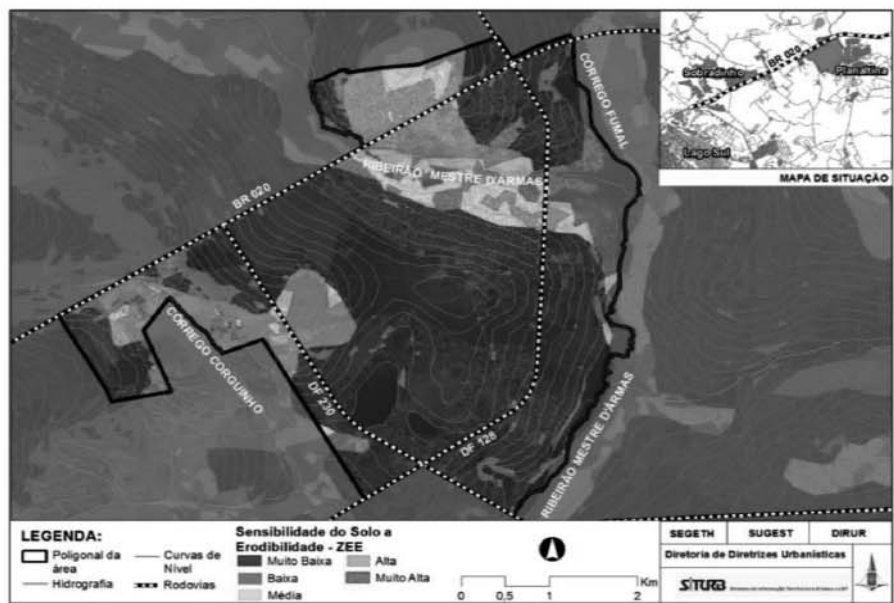 BR 020
Sobradinho
Planaltina
Lago Sul
MAPA DE SITUAÇÃO
CÓRREGO FUMAL
RIBEIRÃO MESTRE D'ÁRMAS
BR 020
CÓRREGO CORGUINHO
DF 230
DF 128
RIBEIRÃO MESTRE D'ÁRMAS
LEGENDA:
Poligonal da área
Hidrografia
Curvas de Nível
Rodovias
Sensibilidade do Solo a
Erodibilidade - ZEE
Muito Baixa
Baixa
Média
Alta
Muito Alta
Km
0 0,5 1 2
SEGETH SUGEST DIRUR
Diretoria de Diretrizes Urbanísticas
SITURB